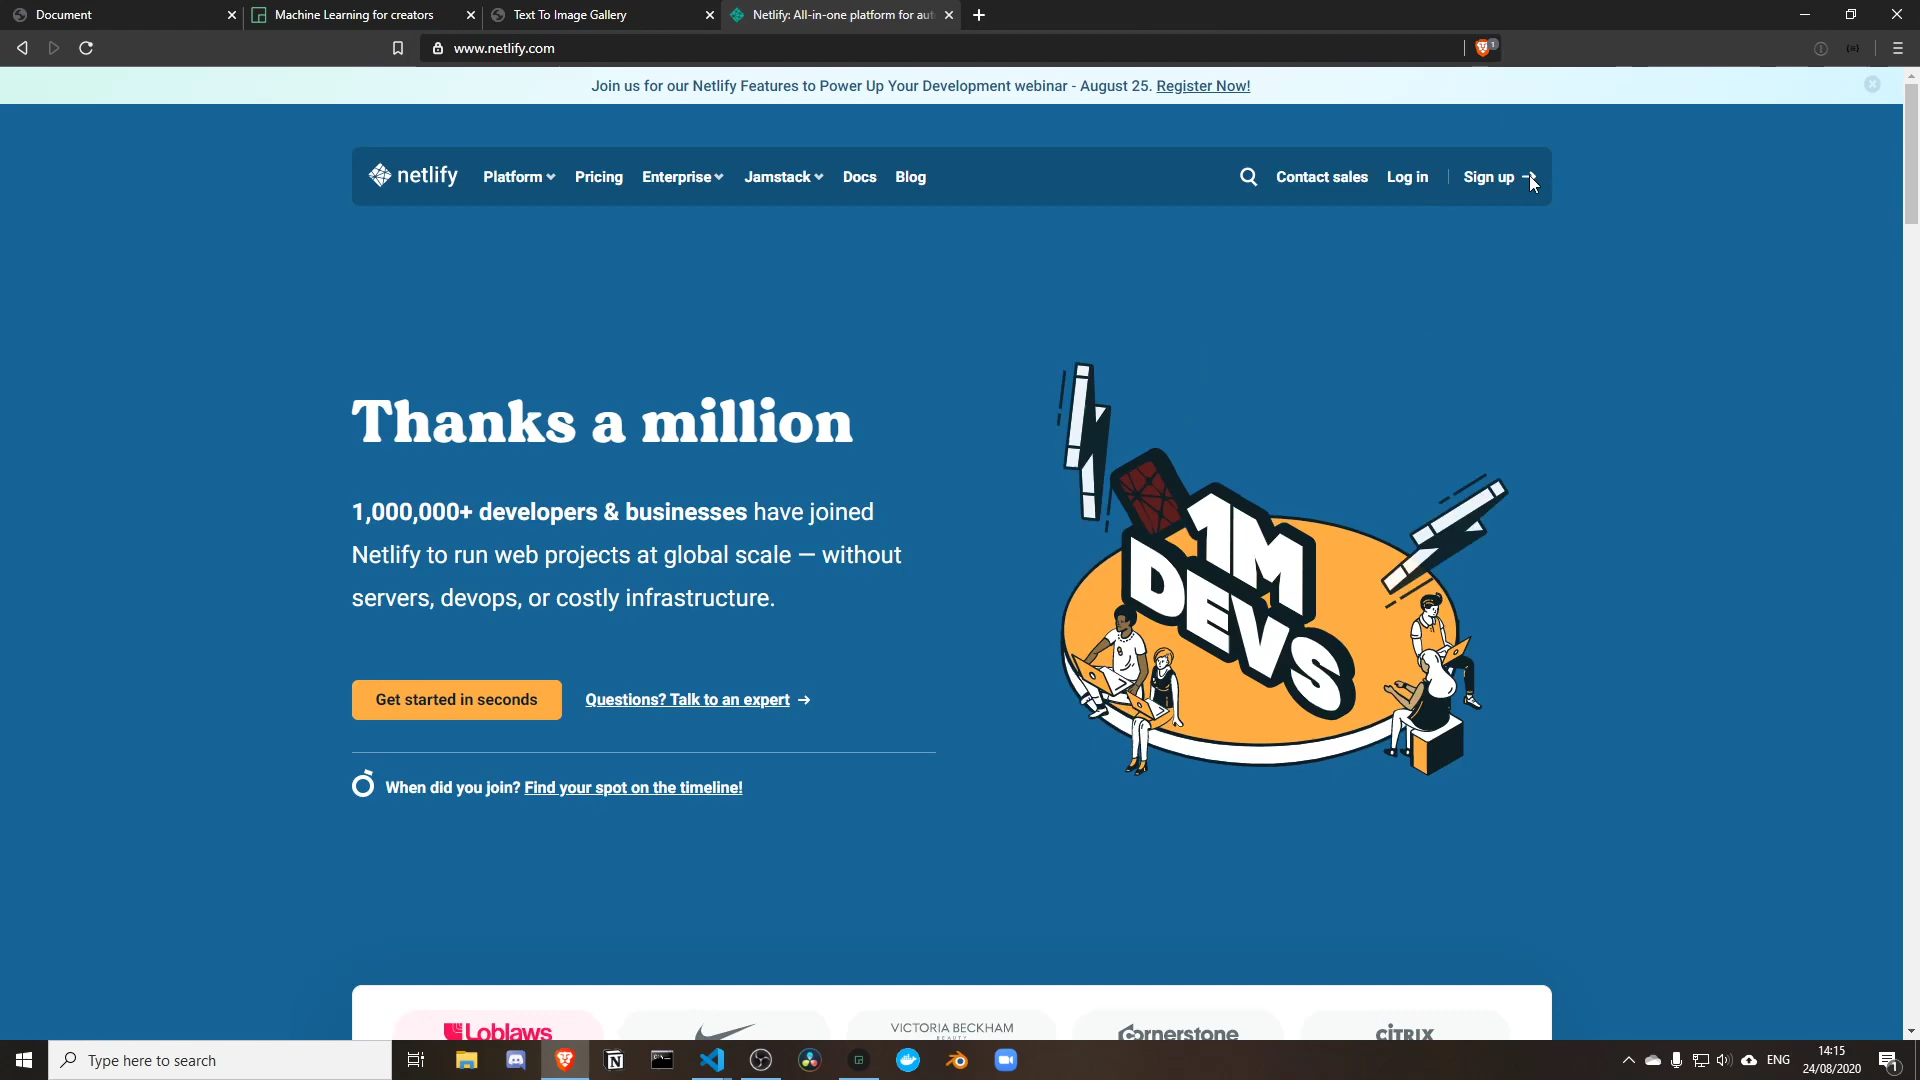 Document
Machine Learning for creators
Text To Image Gallery
Netlify: All-in-one platform for aut
www.netlify.com
1
Join us for our Netlify Features to Power Up Your Development webinar - August 25. Register Now!
netlify
Platform
Pricing
Enterprise
Jamstack
Docs
Blog
Contact sales
Log in
Sign up
Thanks a million
1,000,000+ developers & businesses have joined
Netlify to run web projects at global scale — without
servers, devops, or costly infrastructure.
1M
DEVS
Get started in seconds
Questions? Talk to an expert →
When did you join? Find your spot on the timeline!
Loblaws
VICTORIA BECKHAM
BEAUTY
Cornerstone
CITRIX
Type here to search
ENG
14:15
24/08/2020
1